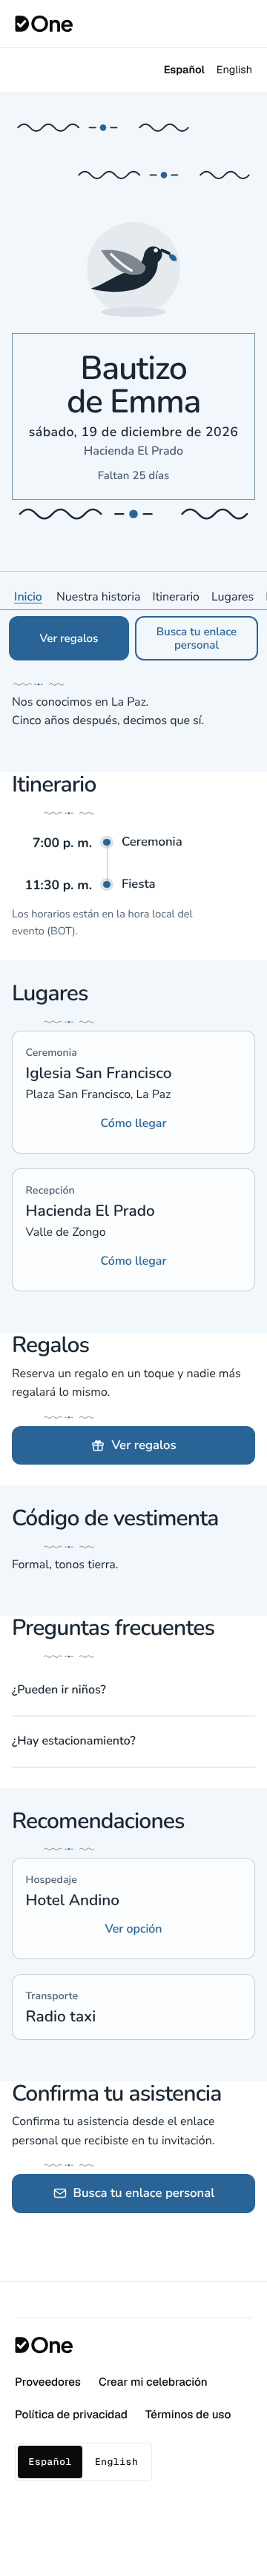 One
Español English
Bautizo
de Emma
sábado, 19 de diciembre de 2026
Hacienda El Prado
Faltan 25 días
Inicio Nuestra historia Itinerario Lugares
Ver regalos
Busca tu enlace
personal
Nos conocimos en La Paz.
Cinco años después, decimos que sí.
Itinerario
7:00 p. m. Ceremonia
11:30 p. m. Fiesta
Los horarios están en la hora local del
evento (BOT).
Lugares
Ceremonia
Iglesia San Francisco
Plaza San Francisco, La Paz
Cómo llegar
Recepción
Hacienda El Prado
Valle de Zongo
Cómo llegar
Regalos
Reserva un regalo en un toque y nadie más
regalará lo mismo.
Ver regalos
Código de vestimenta
Formal, tonos tierra.
Preguntas frecuentes
¿Pueden ir niños?
¿Hay estacionamiento?
Recomendaciones
Hospedaje
Hotel Andino
Ver opción
Transporte
Radio taxi
Confirma tu asistencia
Confirma tu asistencia desde el enlace
personal que recibiste en tu invitación.
Busca tu enlace personal
One
Proveedores Crear mi celebración
Política de privacidad Términos de uso
Español English